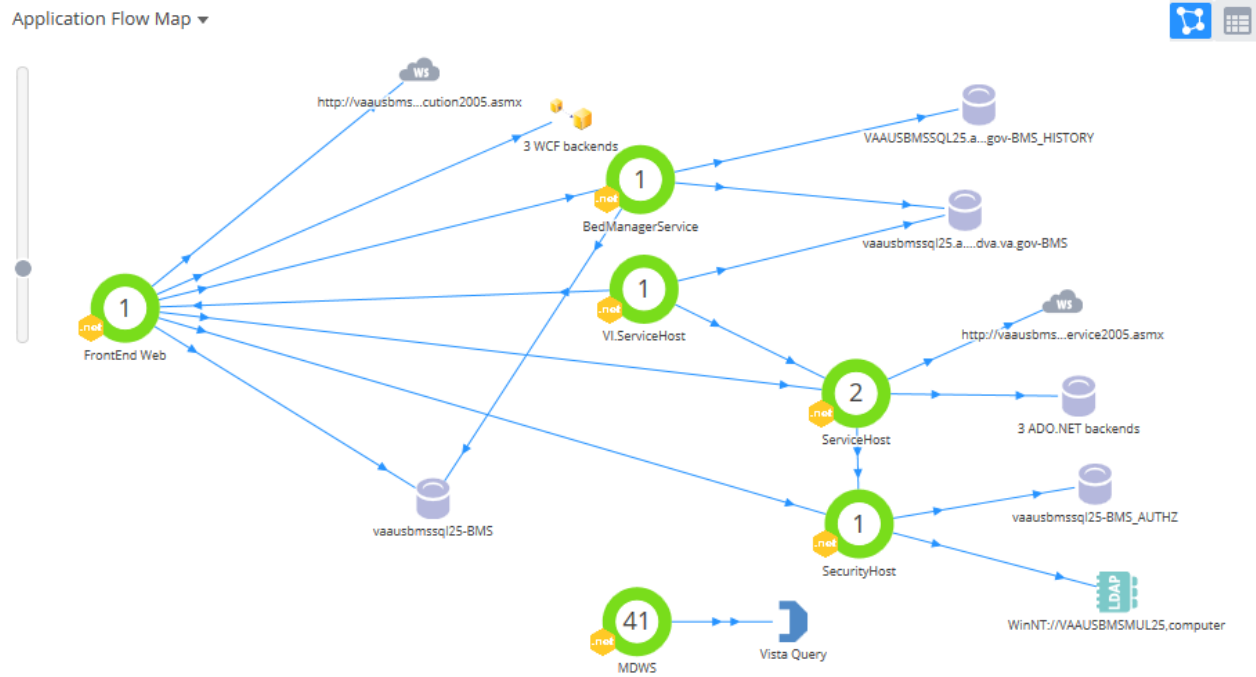 Application Flow Map
WS
http://vaausbms...cution2005.asmx
3 WCF backends
VAAUSBMSSQL25.a...gov-BMS_HISTORY
1
.net
BedManagerService
vaausbmssql25.a....dva.va.gov-BMS
1
.net
VI.ServiceHost
1
.net
FrontEnd Web
WS
http://vaausbms...ervice2005.asmx
2
.net
ServiceHost
3 ADO.NET backends
vaausbmssql25-BMS
vaausbmssql25-BMS_AUTHZ
1
.net
SecurityHost
LDAP
WinNT://VAAUSBMSMUL25,computer
41
.net
MDWS
Vista Query